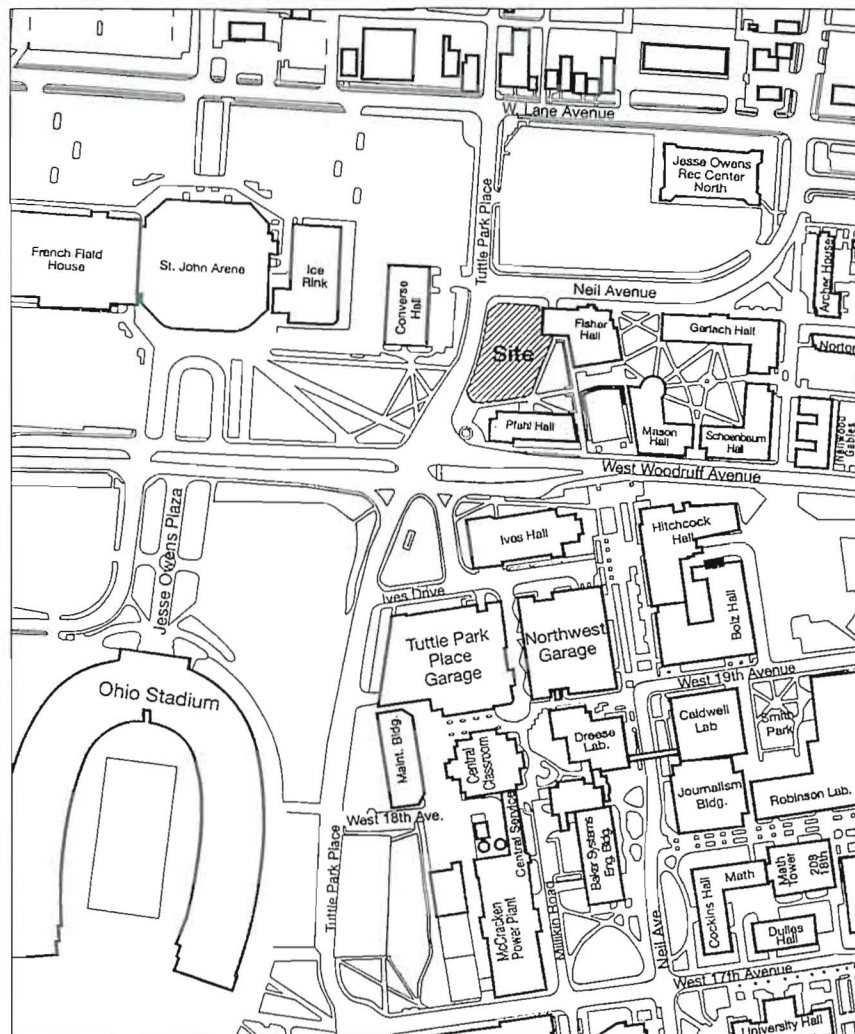 W. Lane Avenue
Jesse Owens
Rec Center
North
Tuttle Park Place
French Field
House
St. John Arena
Ice
Rink
Converse
Hall
Neil Avenue
Archer House
Site
Fisher
Hall
Gerlach Hall
Norton
Pfahl Hall
Mason
Hall
Schoenbaum
Hall
Neilwood
Gables
West Woodruff Avenue
Jesse Owens Plaza
Ives Hall
Hitchcock
Hall
Ives Drive
Bolz Hall
Tuttle Park
Place
Garage
Northwest
Garage
West 19th Avenue
Ohio Stadium
Maint. Bldg.
Central
Classroom
Dreese
Lab.
Caldwell
Lab
Smith
Park
Journalism
Bldg.
Robinson Lab.
West 18th Ave.
Central Service
Baker Systems
Eng. Bldg.
Tuttle Park Place
McCracken
Power Plant
Millikin Road
Neil Ave.
Cockins Hall
Math
Math
Tower
209
18th
Dulles
Hall
West 17th Avenue
University Hall